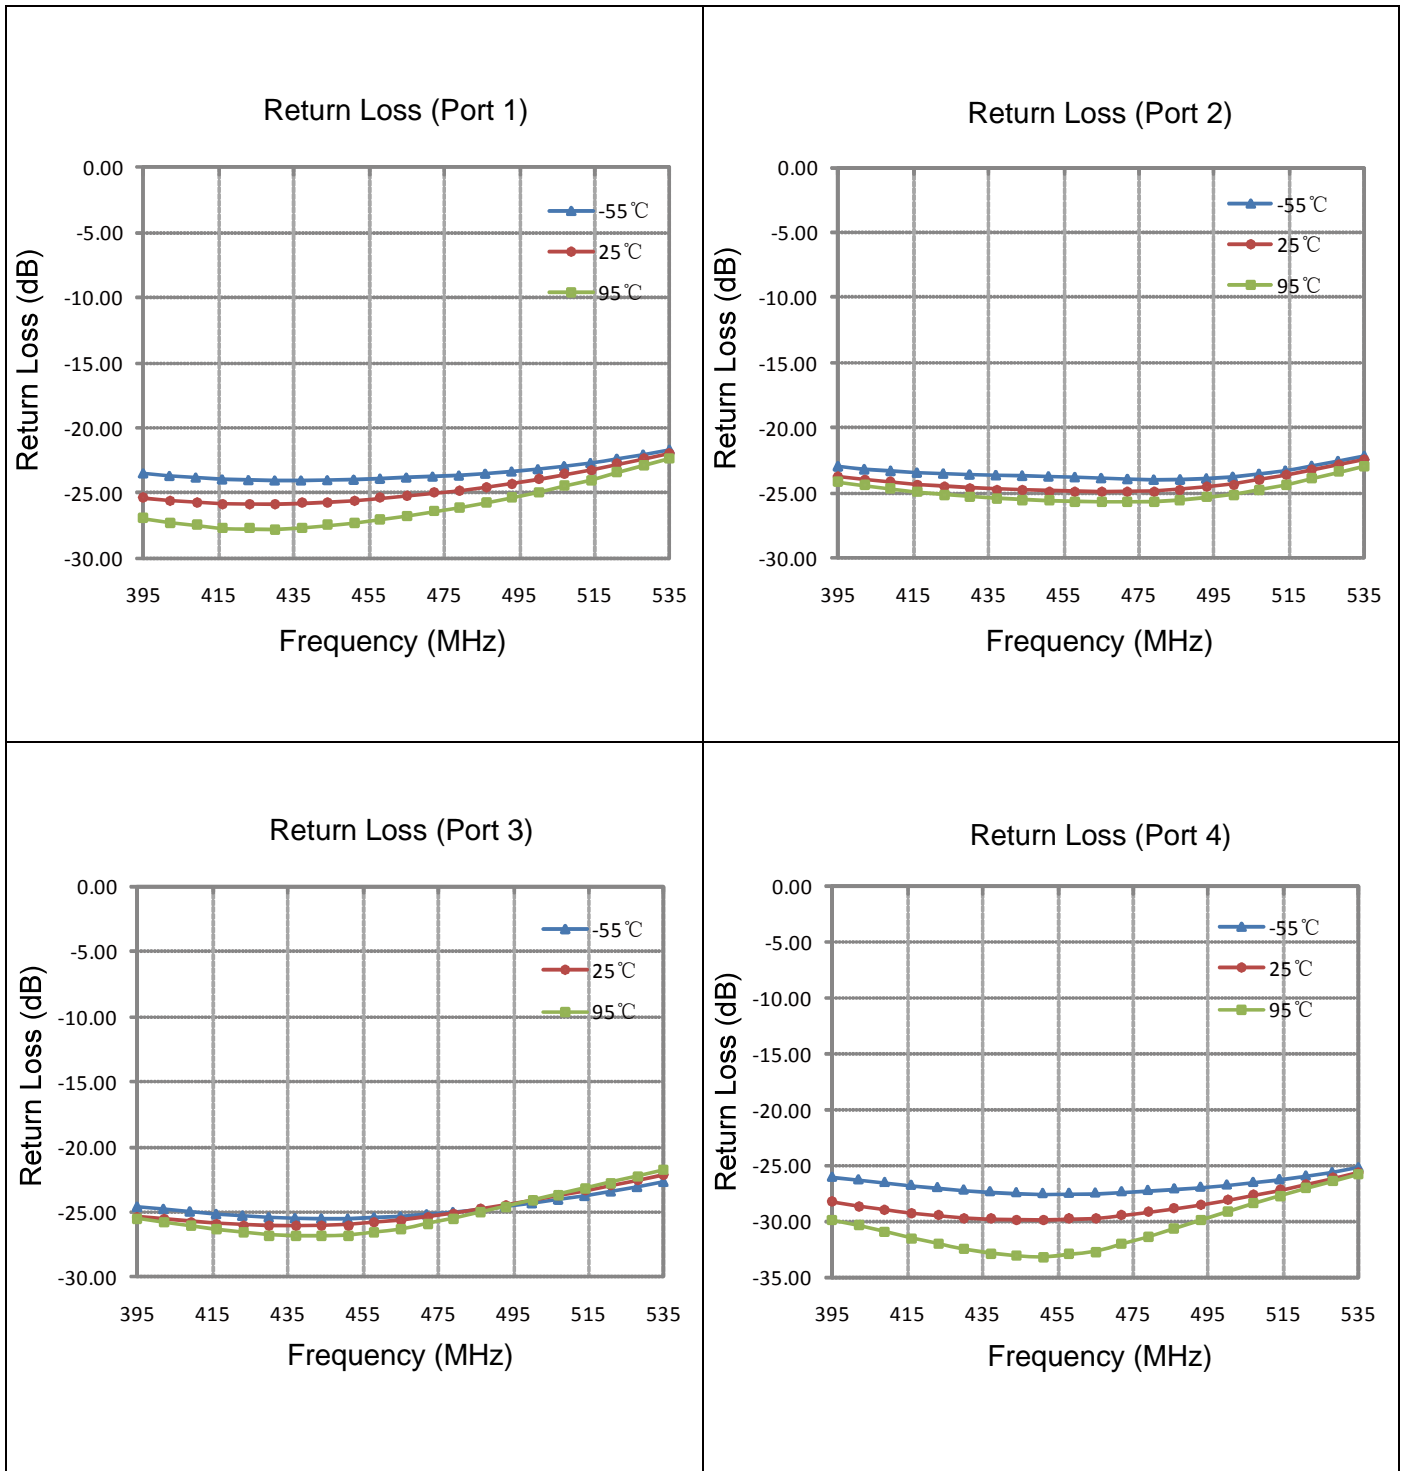 Return Loss (Port 1)
Return Loss (dB)
0.00
-5.00
-10.00
-15.00
-20.00
-25.00
-30.00
-55℃
25℃
95℃
395 415 435 455 475 495 515 535
Frequency (MHz)
Return Loss (Port 2)
Return Loss (dB)
0.00
-5.00
-10.00
-15.00
-20.00
-25.00
-30.00
-55℃
25℃
95℃
395 415 435 455 475 495 515 535
Frequency (MHz)
Return Loss (Port 3)
Return Loss (dB)
0.00
-5.00
-10.00
-15.00
-20.00
-25.00
-30.00
-55℃
25℃
95℃
395 415 435 455 475 495 515 535
Frequency (MHz)
Return Loss (Port 4)
Return Loss (dB)
0.00
-5.00
-10.00
-15.00
-20.00
-25.00
-30.00
-35.00
-55℃
25℃
95℃
395 415 435 455 475 495 515 535
Frequency (MHz)